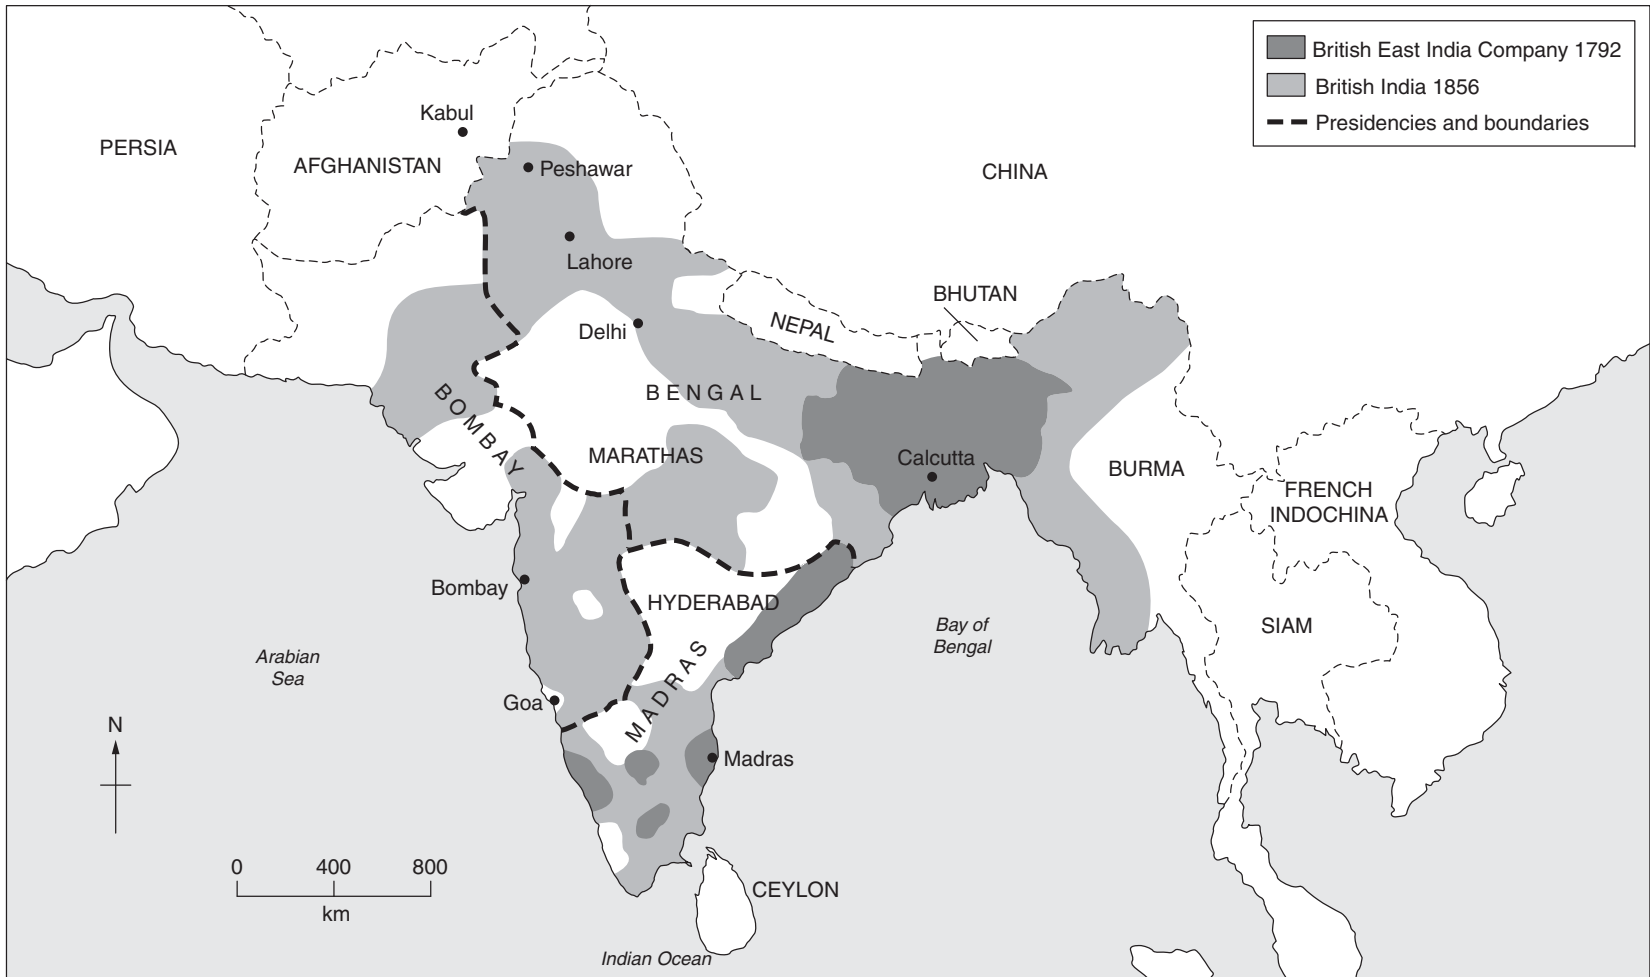 British East India Company 1792
British India 1856
Presidencies and boundaries
Kabul
PERSIA
AFGHANISTAN
Peshawar
CHINA
Lahore
BHUTAN
NEPAL
Delhi
BENGAL
BOMBAY
MARATHAS
Calcutta
BURMA
FRENCH
INDOCHINA
Bombay
HYDERABAD
SIAM
Bay of
Bengal
Arabian
Sea
MADRAS
Goa
N
Madras
0 400 800
km
CEYLON
Indian Ocean